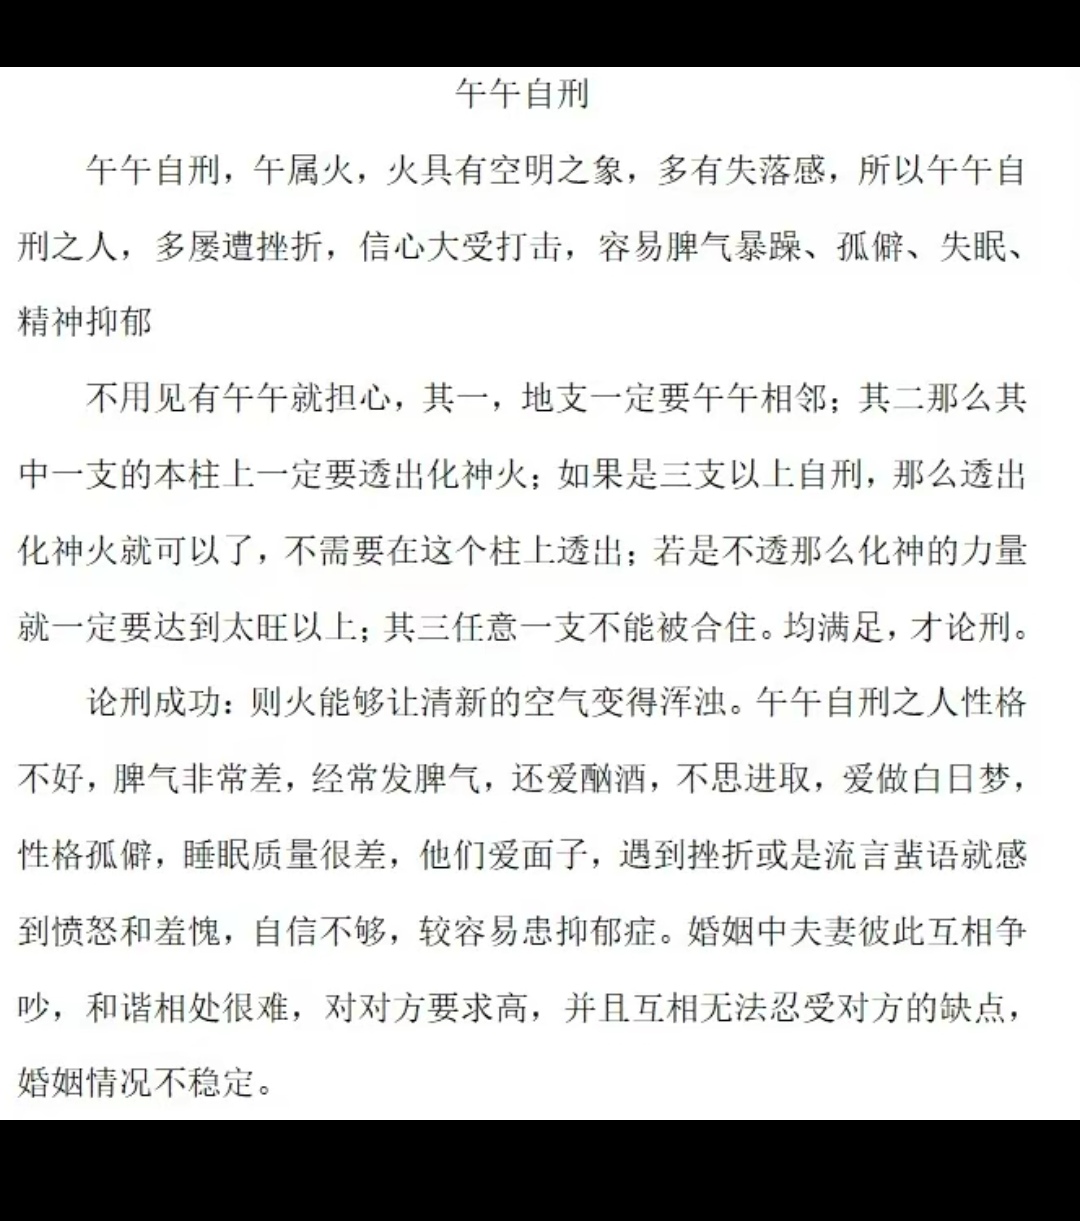 午午自刑
午午自刑，午属火，火具有空明之象，多有失落感，所以午午自
刑之人，多屡遭挫折，信心大受打击，容易脾气暴躁、孤僻、失眠、
精神抑郁
不用见有午午就担心，其一，地支一定要午午相邻；其二那么其
中一支的本柱上一定要透出化神火；如果是三支以上自刑，那么透出
化神火就可以了，不需要在这个柱上透出；若是不透那么化神的力量
就一定要达到太旺以上；其三任意一支不能被合住。均满足，才论刑。
论刑成功：则火能够让清新的空气变得浑浊。午午自刑之人性格
不好，脾气非常差，经常发脾气，还爱酗酒，不思进取，爱做白日梦，
性格孤僻，睡眠质量很差，他们爱面子，遇到挫折或是流言蜚语就感
到愤怒和羞愧，自信不够，较容易患抑郁症。婚姻中夫妻彼此互相争
吵，和谐相处很难，对对方要求高，并且互相无法忍受对方的缺点，
婚姻情况不稳定。